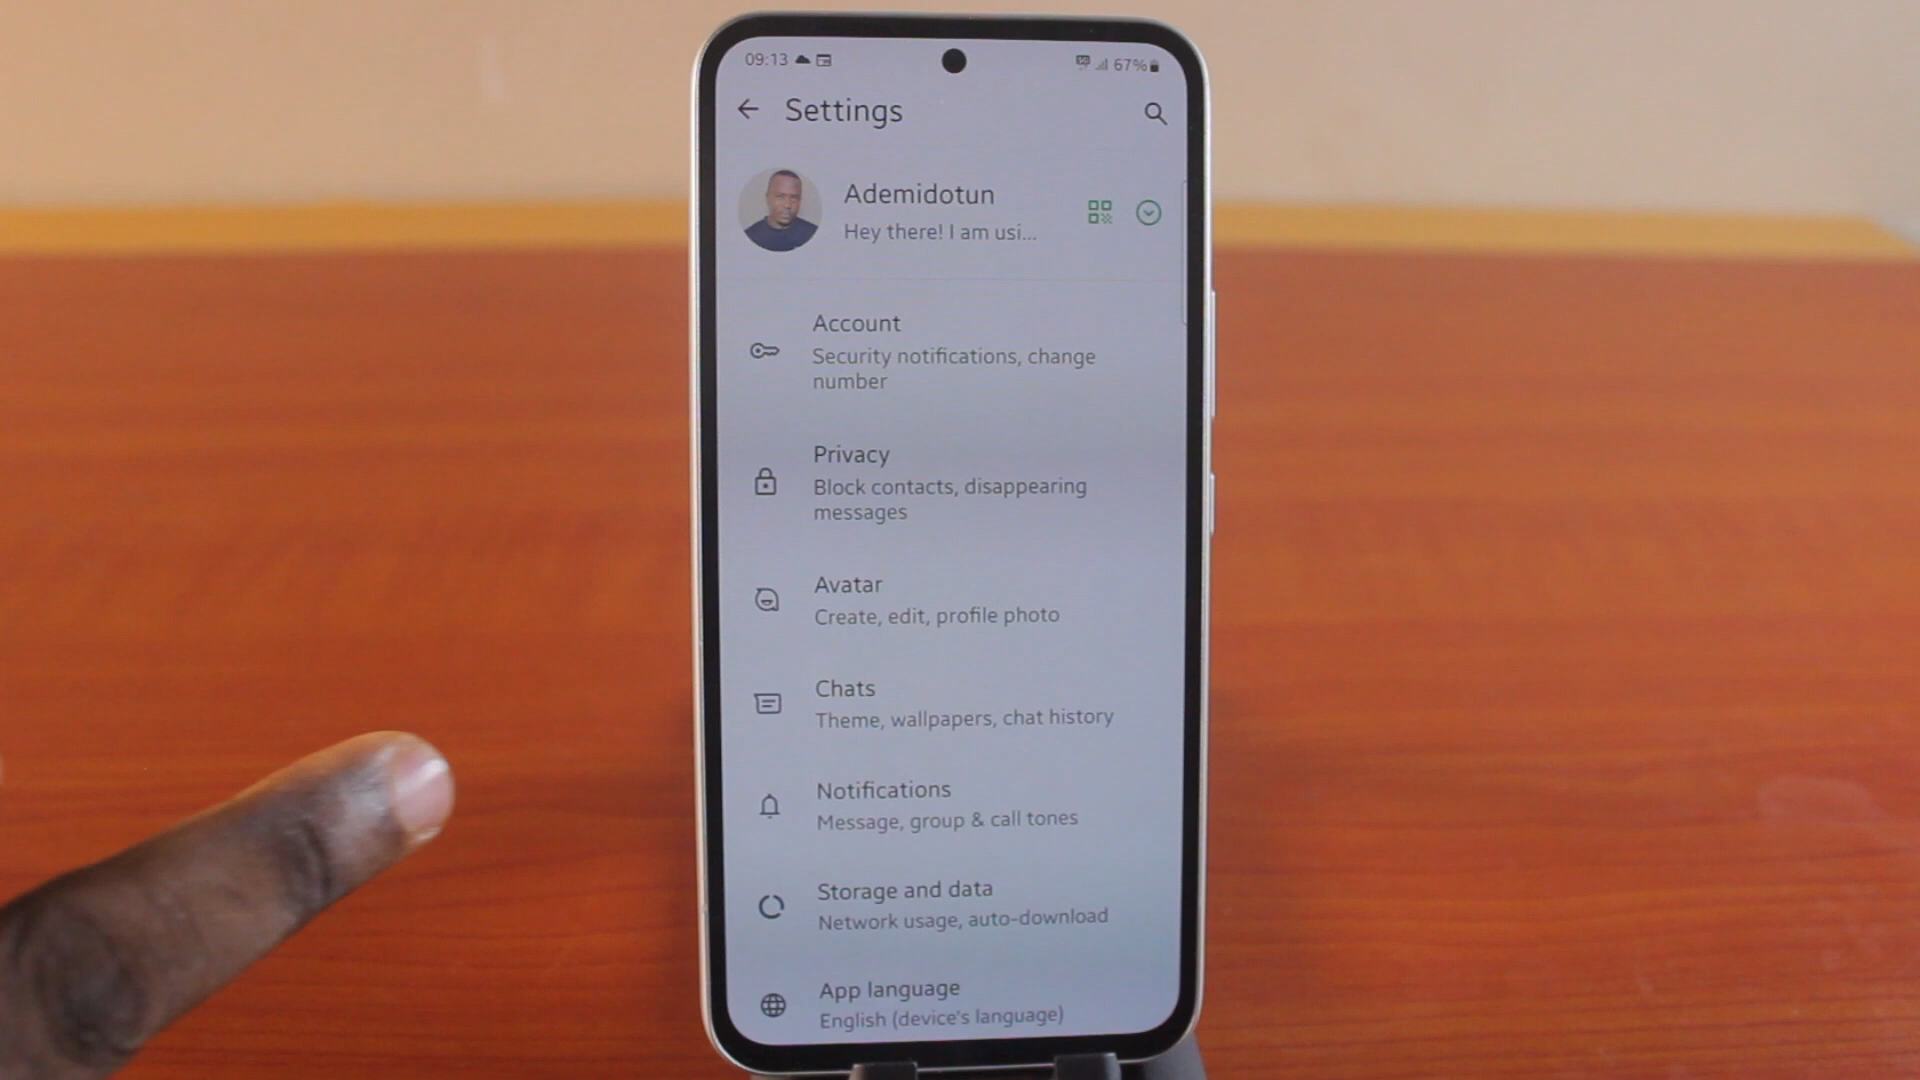 09:13
67%
Settings
Ademidotun
Hey there! I am usi...
Account
Security notifications, change
number
Privacy
Block contacts, disappearing
messages
Avatar
Create, edit, profile photo
Chats
Theme, wallpapers, chat history
Notifications
Message, group & call tones
Storage and data
Network usage, auto-download
App language
English (device's language)